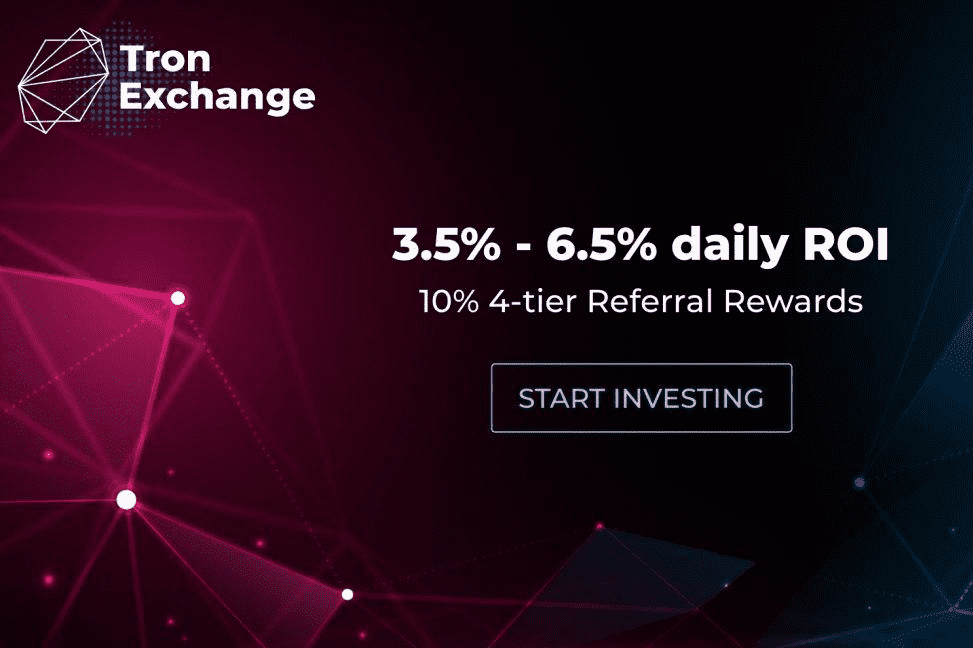 Tron
Exchange
3.5% - 6.5% daily ROI
10% 4-tier Referral Rewards
START INVESTING